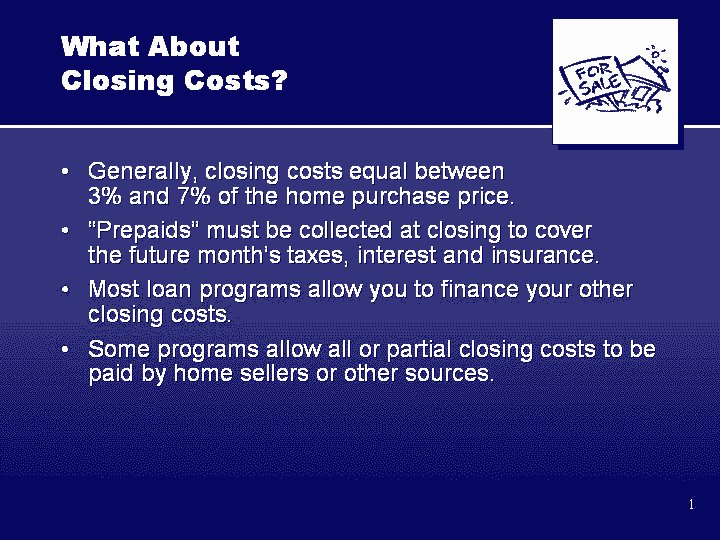 What About
Closing Costs?
FOR
SALE
• Generally, closing costs equal between
3% and 7% of the home purchase price.
• ”Prepaids” must be collected at closing to cover
the future month’s taxes, interest and insurance.
• Most loan programs allow you to finance your other
closing costs.
• Some programs allow all or partial closing costs to be
paid by home sellers or other sources.
1